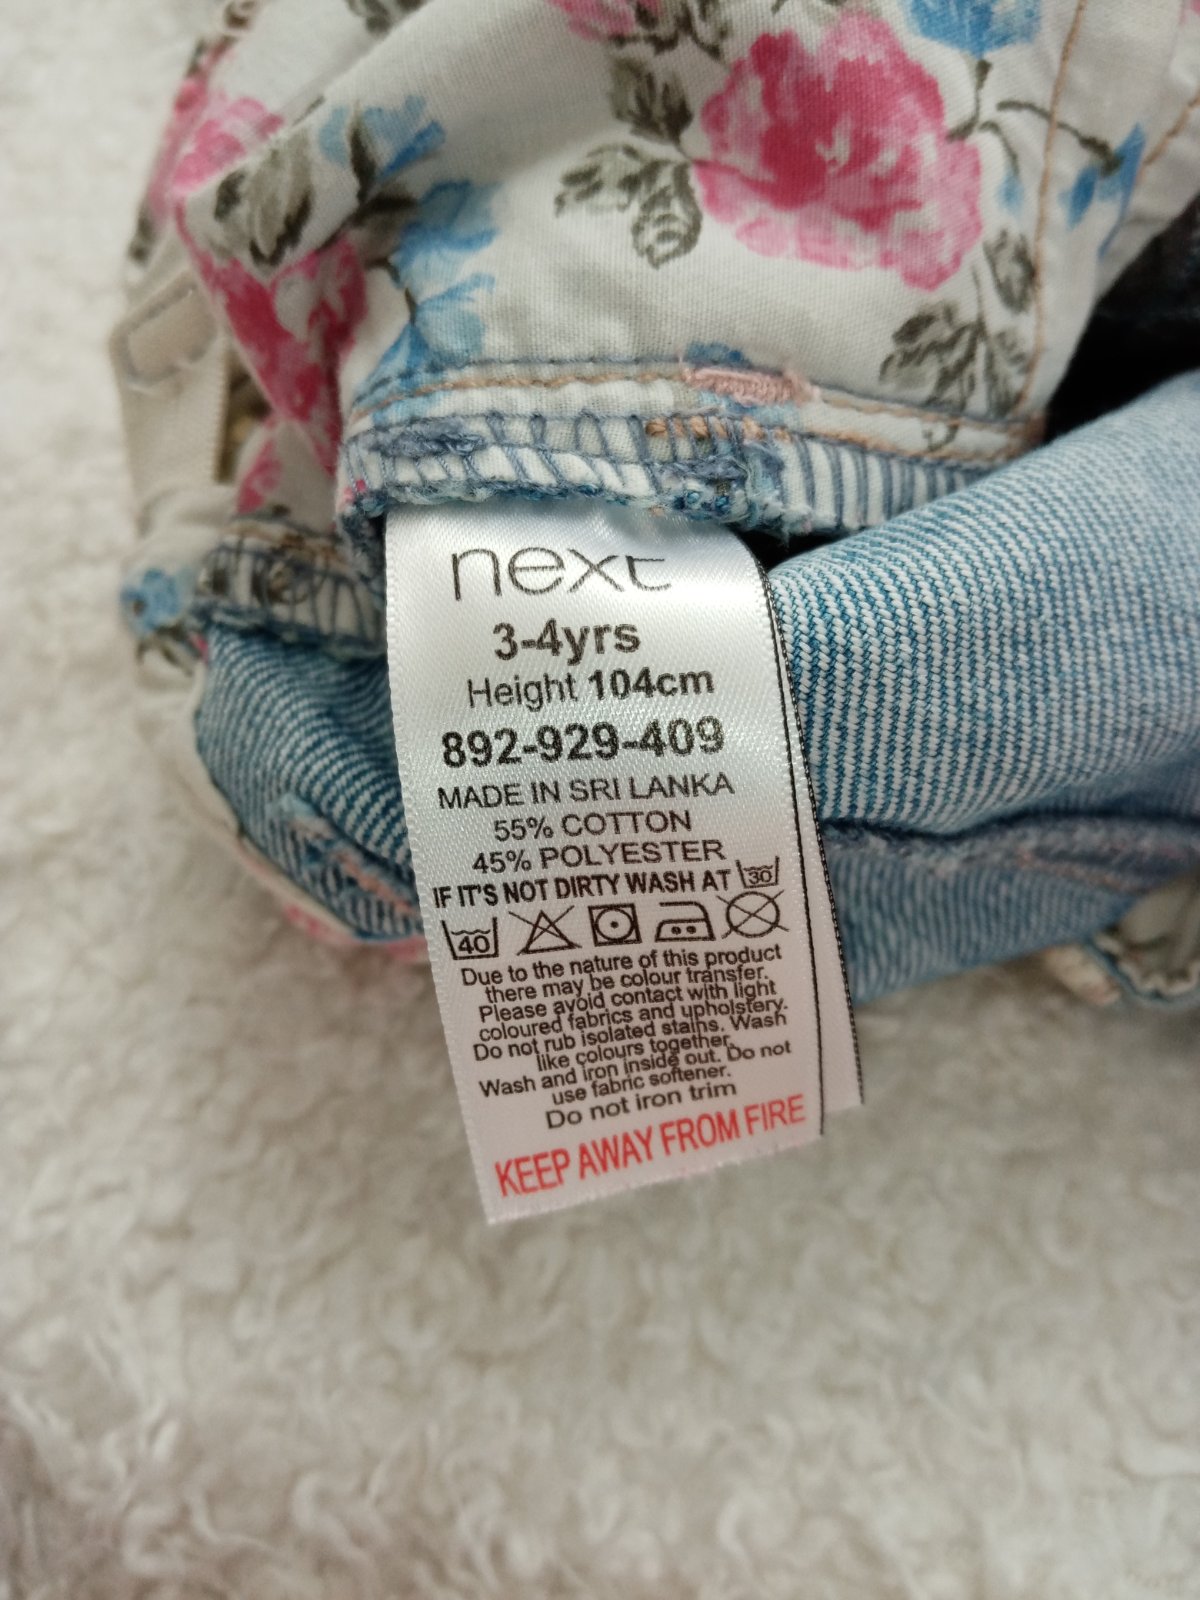 next
3-4yrs
Height 104cm
892-929-409
MADE IN SRI LANKA
55% COTTON
45% POLYESTER
IF IT'S NOT DIRTY WASH AT 30
40
Due to the nature of this product
there may be colour transfer.
Please avoid contact with light
coloured fabrics and upholstery.
Do not rub isolated stains. Wash
like colours together.
Wash and iron inside out. Do not
use fabric softener.
Do not iron trim
KEEP AWAY FROM FIRE